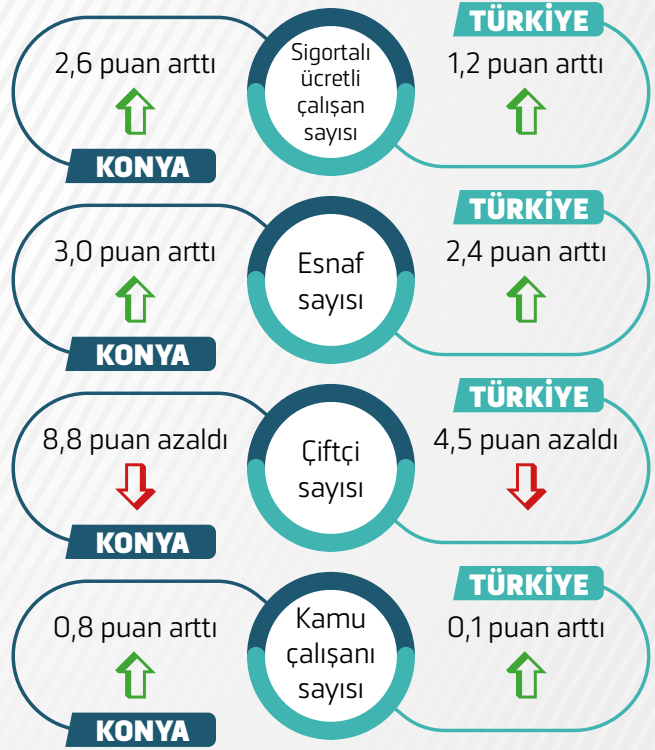 TÜRKİYE
2,6 puan arttı
Sigortalı
ücretli
çalışan
sayısı
1,2 puan arttı
KONYA
TÜRKİYE
3,0 puan arttı
Esnaf
sayısı
2,4 puan arttı
KONYA
TÜRKİYE
8,8 puan azaldı
Çiftçi
sayısı
4,5 puan azaldı
KONYA
TÜRKİYE
0,8 puan arttı
Kamu
çalışanı
sayısı
0,1 puan arttı
KONYA